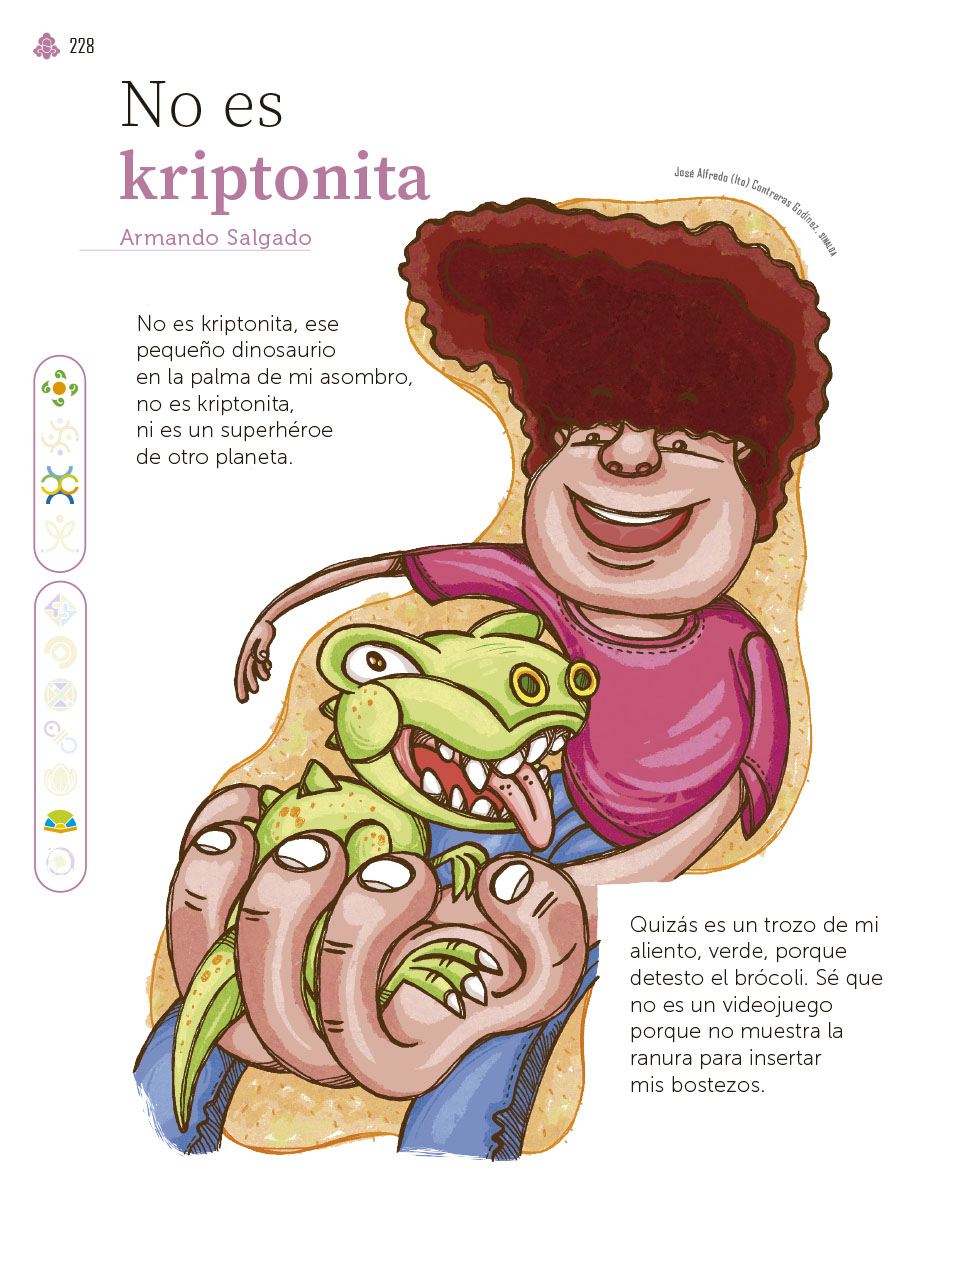 228
No es
kriptonita
Armando Salgado
José Alfredo (Ito) Contreras Godínez, SINALOA
No es kriptonita, ese
pequeño dinosaurio
en la palma de mi asombro,
no es kriptonita,
ni es un superhéroe
de otro planeta.
Quizás es un trozo de mi
aliento, verde, porque
detesto el brócoli. Sé que
no es un videojuego
porque no muestra la
ranura para insertar
mis bostezos.